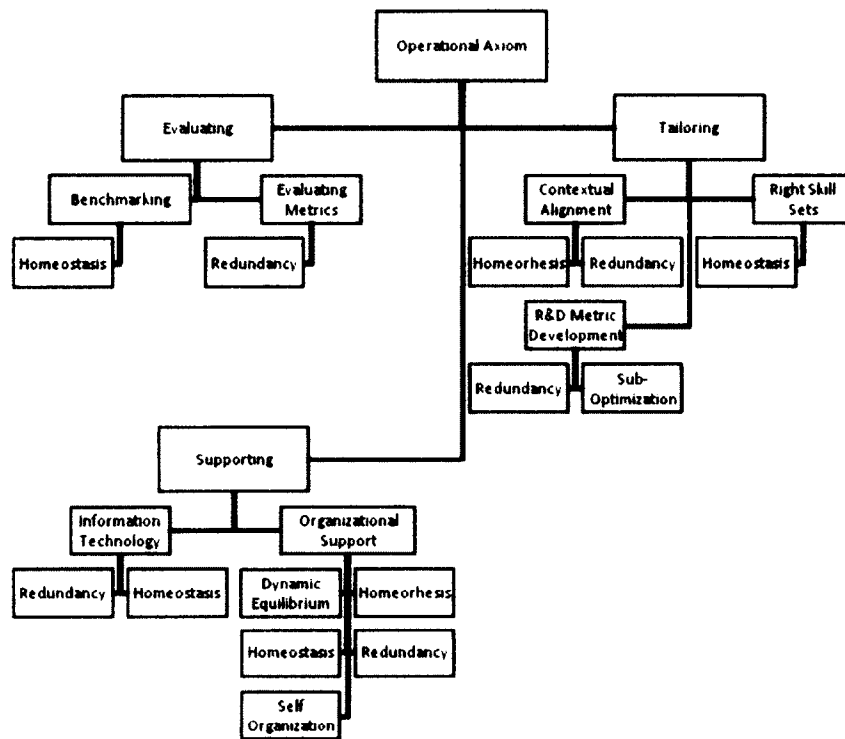 Operational Axiom
Evaluating
Tailoring
Benchmarking
Evaluating
Metrics
Contextual
Alignment
Right Skill
Sets
Homeostasis
Redundancy
Homeorhesis
Redundancy
Homeostasis
R&D Metric
Development
Redundancy
Sub-
Optimization
Supporting
Information
Technology
Organizational
Support
Redundancy
Homeostasis
Dynamic
Equilibrium
Homeorhesis
Homeostasis
Redundancy
Self
Organization